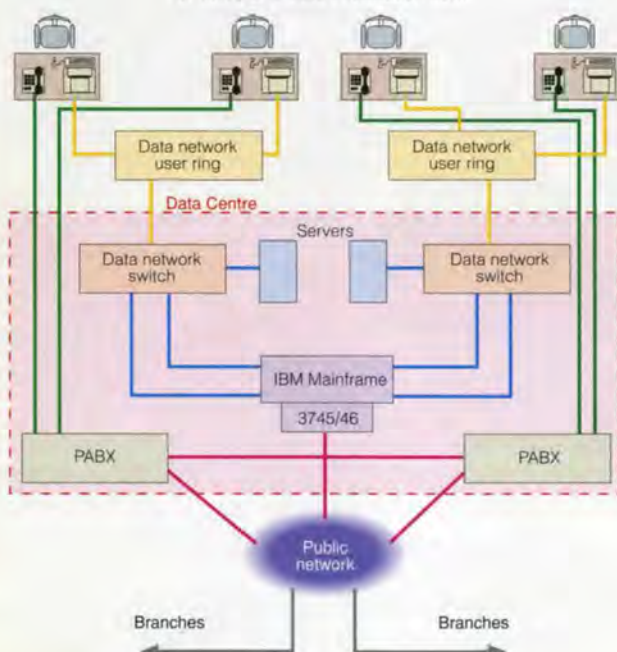 Data network
user ring
Data network
user ring
Data Centre
Servers
Data network
switch
Data network
switch
IBM Mainframe
3745/46
PABX
PABX
Public
network
Branches
Branches